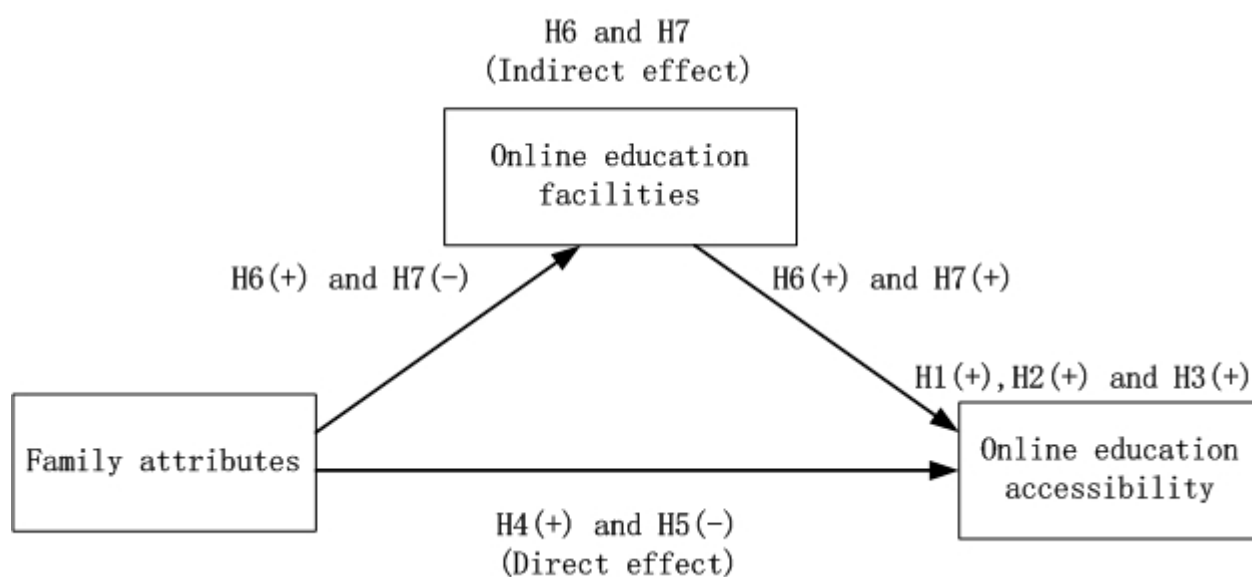 H6 and H7
(Indirect effect)
Online education
facilities
H6(+) and H7(-)
H6(+) and H7(+)
H1(+),H2(+) and H3(+)
Family attributes
Online education
accessibility
H4(+) and H5(-)
(Direct effect)